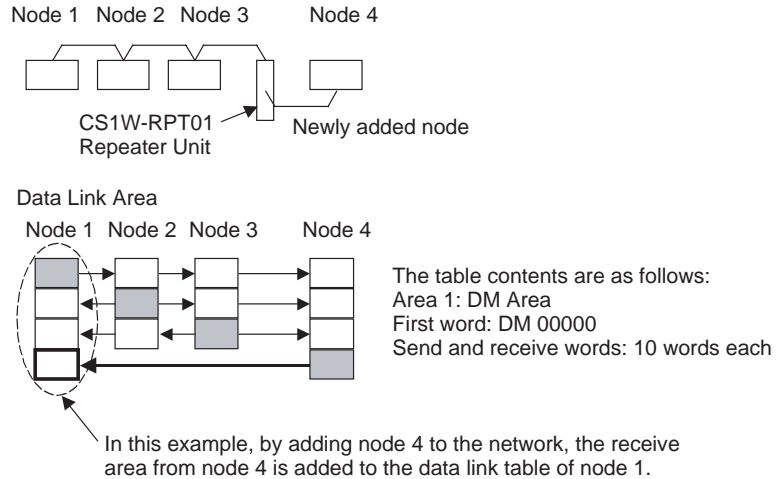 Node 1 Node 2 Node 3 Node 4
CS1W-RPT01
Repeater Unit
Newly added node
Data Link Area
Node 1 Node 2 Node 3 Node 4
The table contents are as follows:
Area 1: DM Area
First word: DM 00000
Send and receive words: 10 words each
In this example, by adding node 4 to the network, the receive
area from node 4 is added to the data link table of node 1.